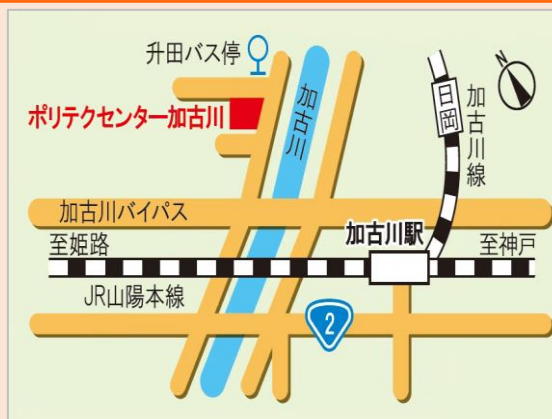 升田バス停
ポリテクセンター加古川
加古川
日岡
加古川線
N
加古川バイパス
至姫路
加古川駅
至神戸
JR山陽本線
2